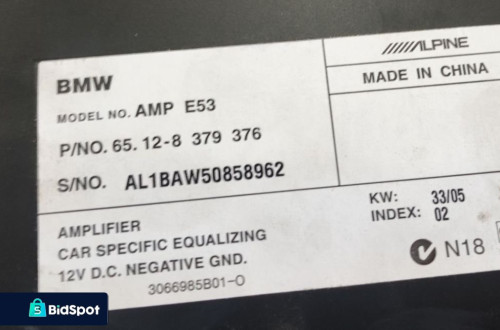 BMW
MODEL NO. AMP E53
P/NO. 65. 12-8 379 376
S/NO. AL1BAW50858962
ALPINE
MADE IN CHINA
AMPLIFIER
CAR SPECIFIC EQUALIZING
12V D.C. NEGATIVE GND.
3066985B01-O
KW: 33/05
INDEX: 02
N18
S BidSpot